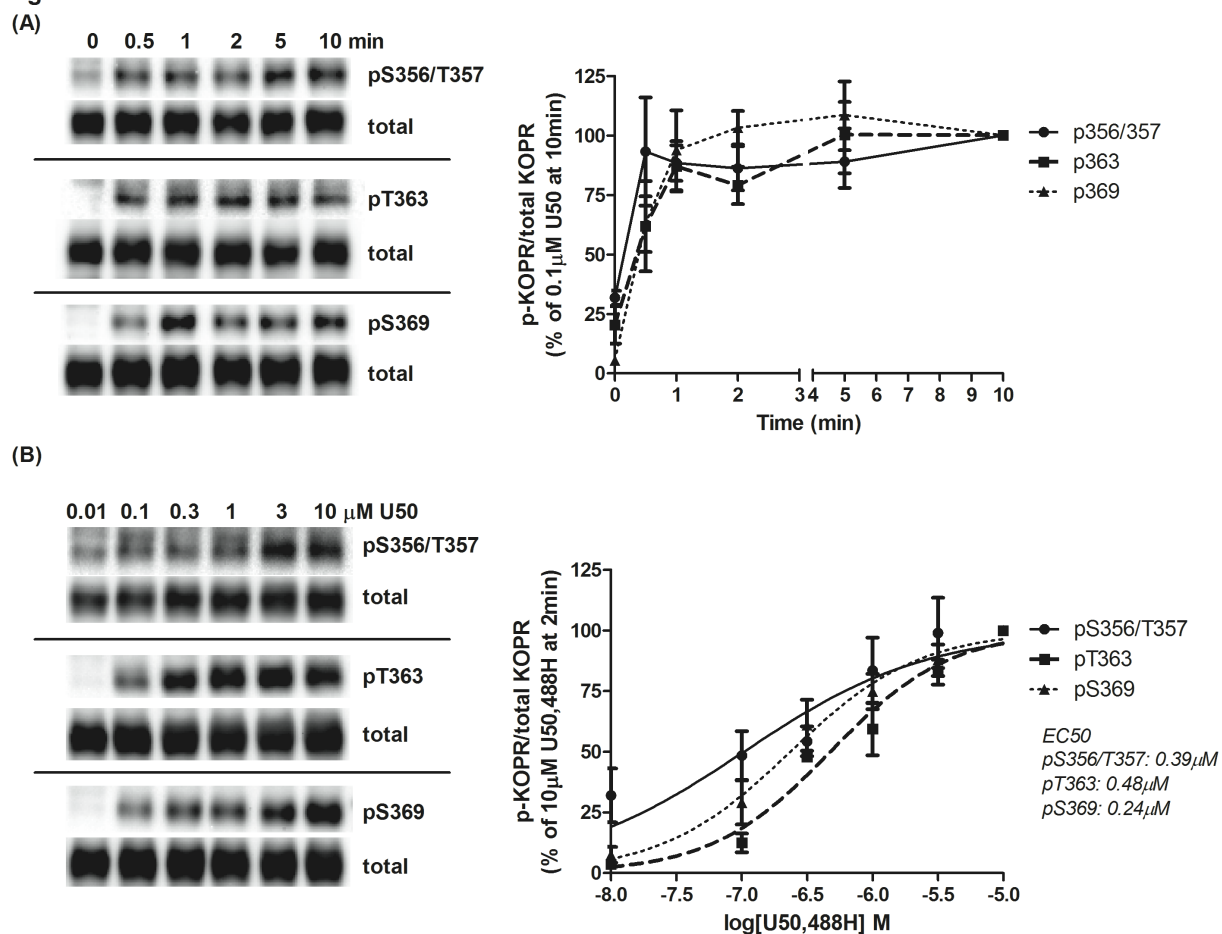 (A)
0 0.5 1 2 5 10 min
pS356/T357
total
pT363
total
pS369
total
p-KOPR/total KOPR
(% of 0.1μM U50 at 10min)
125
100
75
50
25
0
0 1 2 3 4 5 6 7 8 9 10
Time (min)
p356/357
p363
p369
(B)
0.01 0.1 0.3 1 3 10 μM U50
pS356/T357
total
pT363
total
pS369
total
p-KOPR/total KOPR
(% of 10μM U50,488H at 2min)
125
100
75
50
25
0
-8.0 -7.5 -7.0 -6.5 -6.0 -5.5 -5.0
log[U50,488H] M
pS356/T357
pT363
pS369
EC50
pS356/T357: 0.39μM
pT363: 0.48μM
pS369: 0.24μM